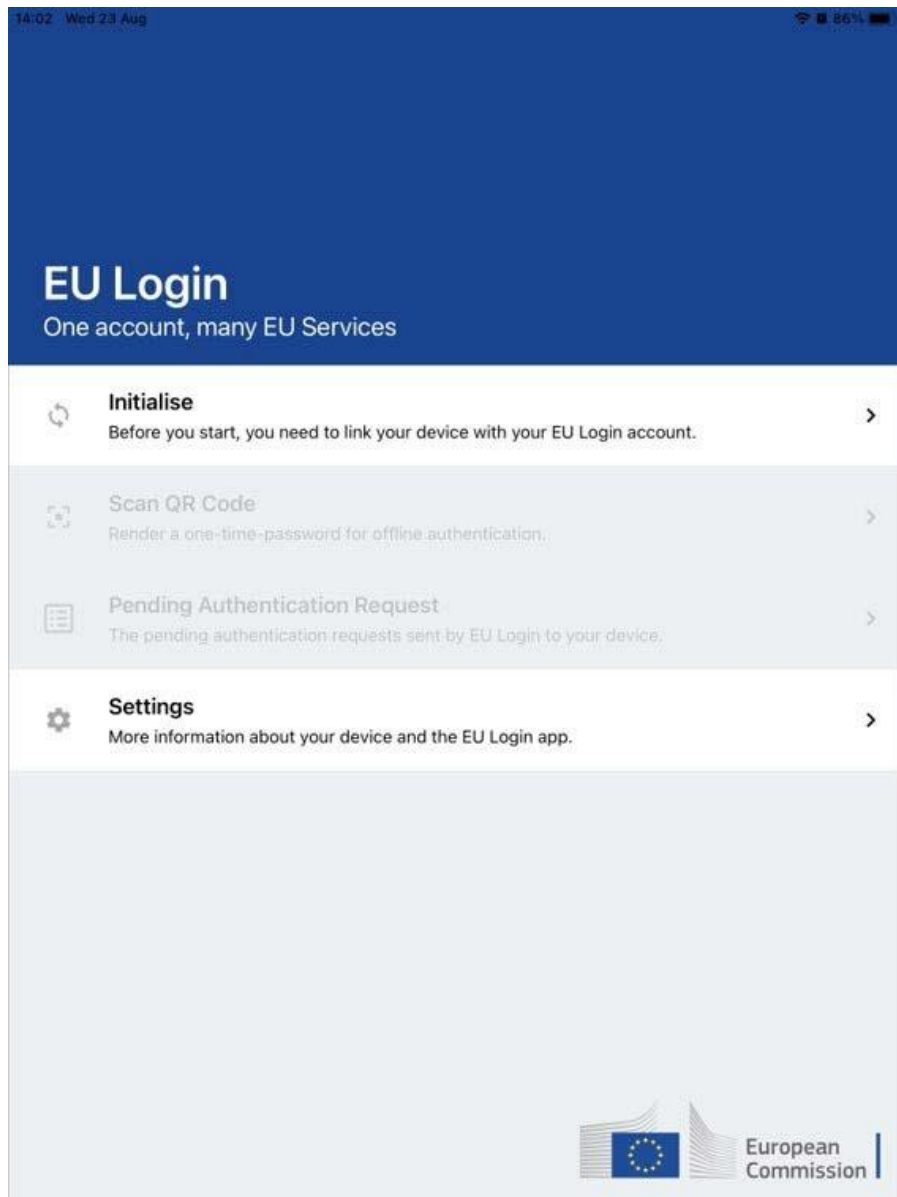 14:02 Wed 23 Aug 86%
EU Login
One account, many EU Services
Initialise
Before you start, you need to link your device with your EU Login account.
Scan QR Code
Render a one-time-password for offline authentication.
Pending Authentication Request
The pending authentication requests sent by EU Login to your device.
Settings
More information about your device and the EU Login app.
European
Commission